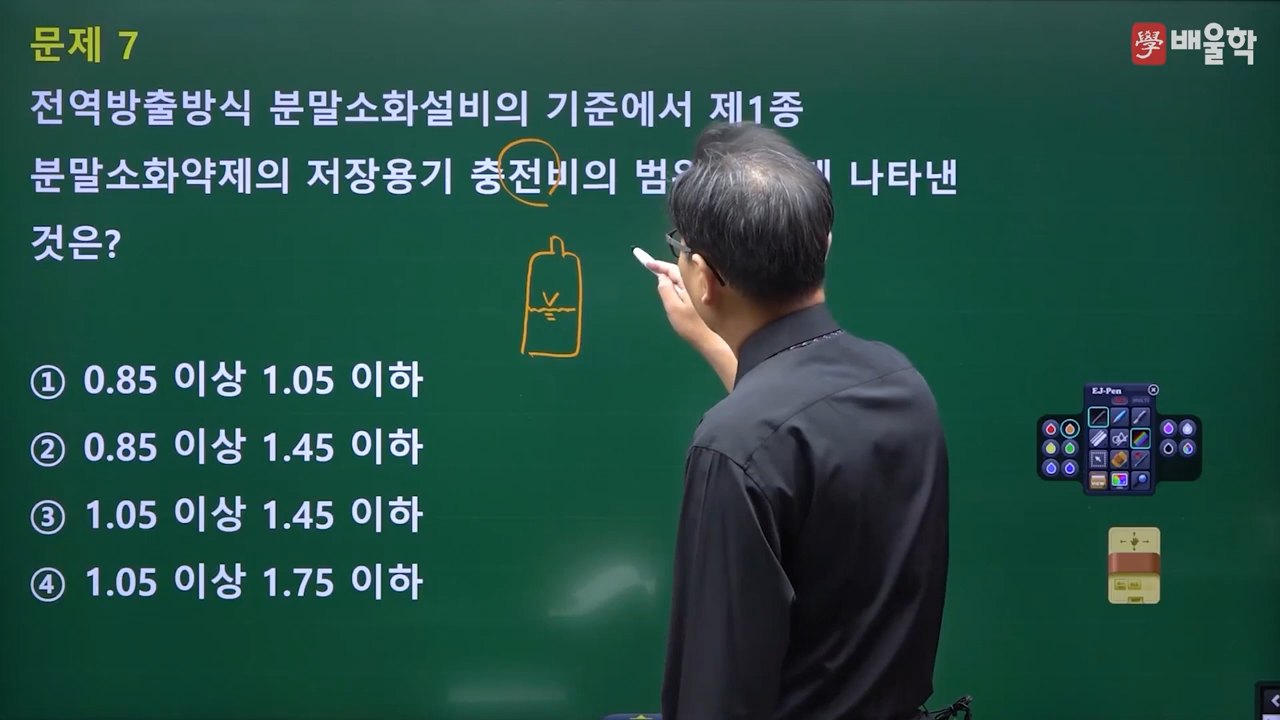 문제 7
學 배울학
전역방출방식 분말소화설비의 기준에서 제1종
분말소화약제의 저장용기 충전비의 나타낸
것은?
V
① 0.85 이상 1.05 이하
② 0.85 이상 1.45 이하
③ 1.05 이상 1.45 이하
④ 1.05 이상 1.75 이하
EJ-Pen